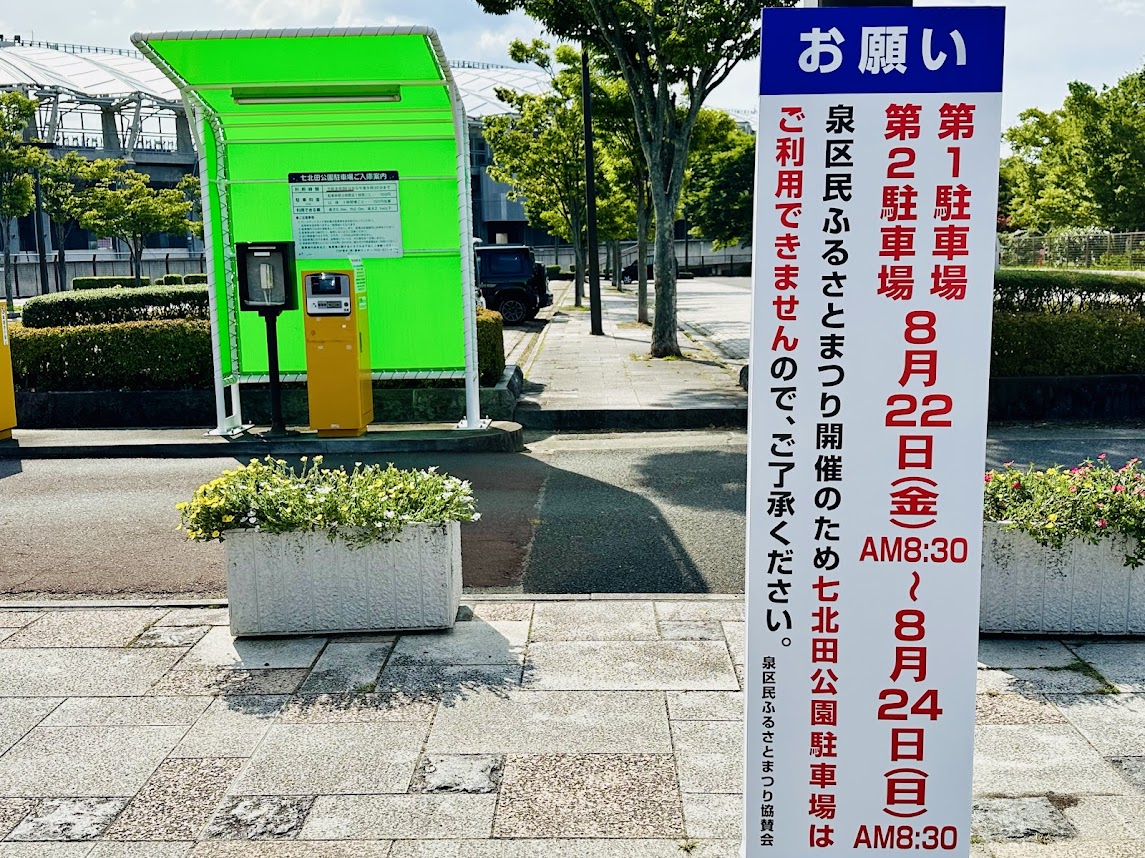 お願い
第1駐車場
第2駐車場
8月22日(金)
AM8:30
〜8月24日(日)
AM8:30
泉区民ふるさとまつり開催のため七北田公園駐車場は
ご利用できませんので、ご了承ください。
泉区民ふるさとまつり協賛会
七北田公園駐車場ご入庫案内